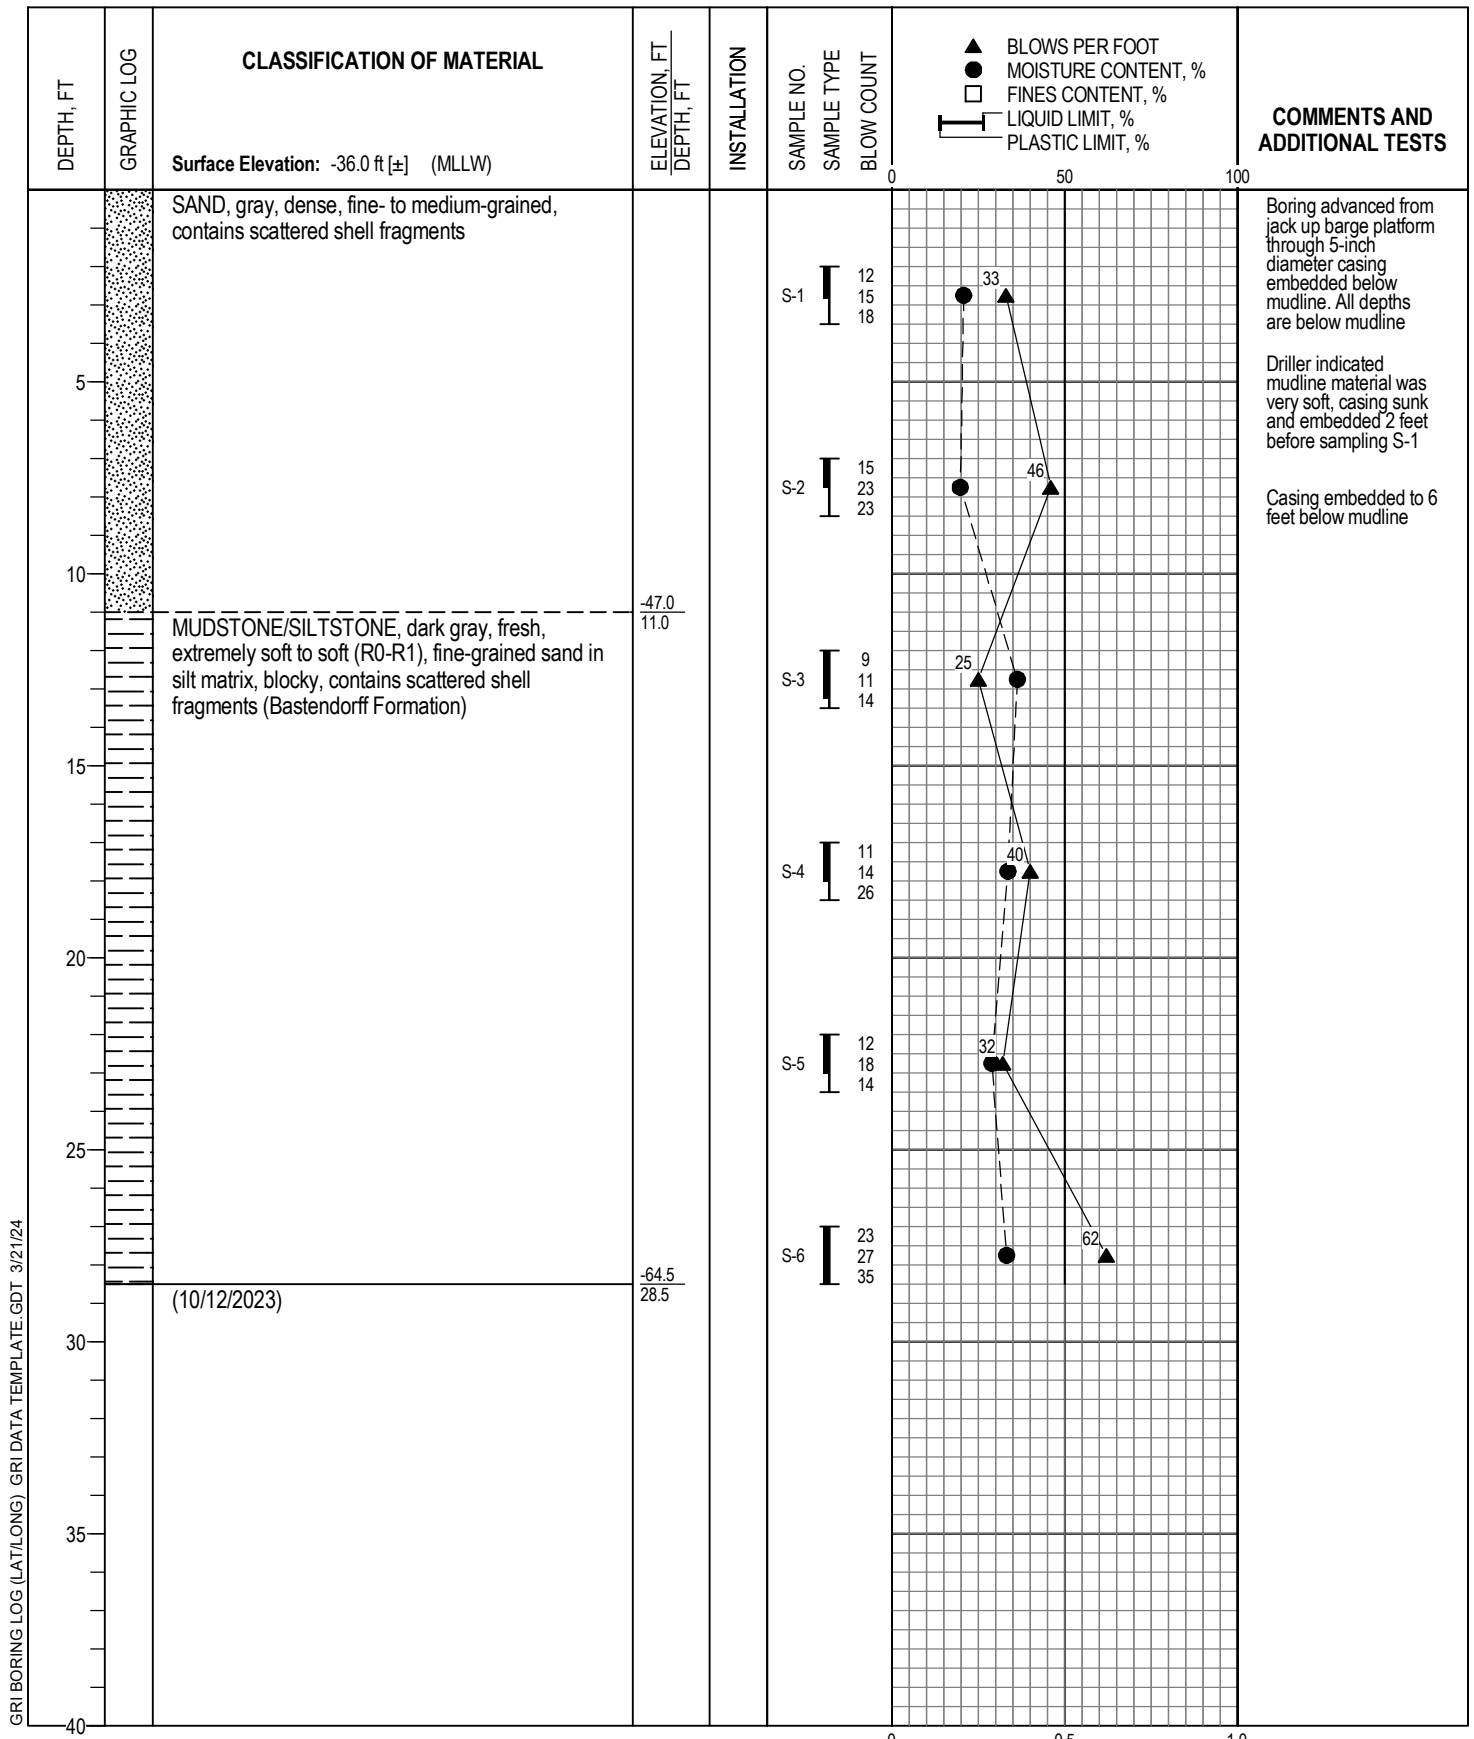 DEPTH, FT
GRAPHIC LOG
CLASSIFICATION OF MATERIAL
Surface Elevation: -36.0 ft [±] (MLLW)
ELEVATION, FT
DEPTH, FT
INSTALLATION
SAMPLE NO.
SAMPLE TYPE
BLOW COUNT
▲ BLOWS PER FOOT
● MOISTURE CONTENT, %
□ FINES CONTENT, %
LIQUID LIMIT, %
PLASTIC LIMIT, %
0 50 100
COMMENTS AND
ADDITIONAL TESTS
SAND, gray, dense, fine- to medium-grained,
contains scattered shell fragments
-47.0
11.0
MUDSTONE/SILTSTONE, dark gray, fresh,
extremely soft to soft (R0-R1), fine-grained sand in
silt matrix, blocky, contains scattered shell
fragments (Bastendorff Formation)
-64.5
28.5
(10/12/2023)
5
10
15
20
25
30
35
40
S-1
12
15
18
33
S-2
15
23
23
46
S-3
9
11
14
25
S-4
11
14
26
40
S-5
12
18
14
32
S-6
23
27
35
62
Boring advanced from
jack up barge platform
through 5-inch
diameter casing
embedded below
mudline. All depths
are below mudline
Driller indicated
mudline material was
very soft, casing sunk
and embedded 2 feet
before sampling S-1
Casing embedded to 6
feet below mudline
0 0.5 1.0
GRI BORING LOG (LAT/LONG) GRI DATA TEMPLATE.GDT 3/21/24